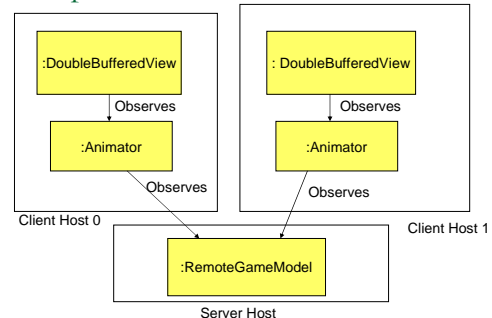 :DoubleBufferedView
Observes
:Animator
Observes
Client Host 0
: DoubleBufferedView
Observes
:Animator
Observes
Client Host 1
:RemoteGameModel
Server Host